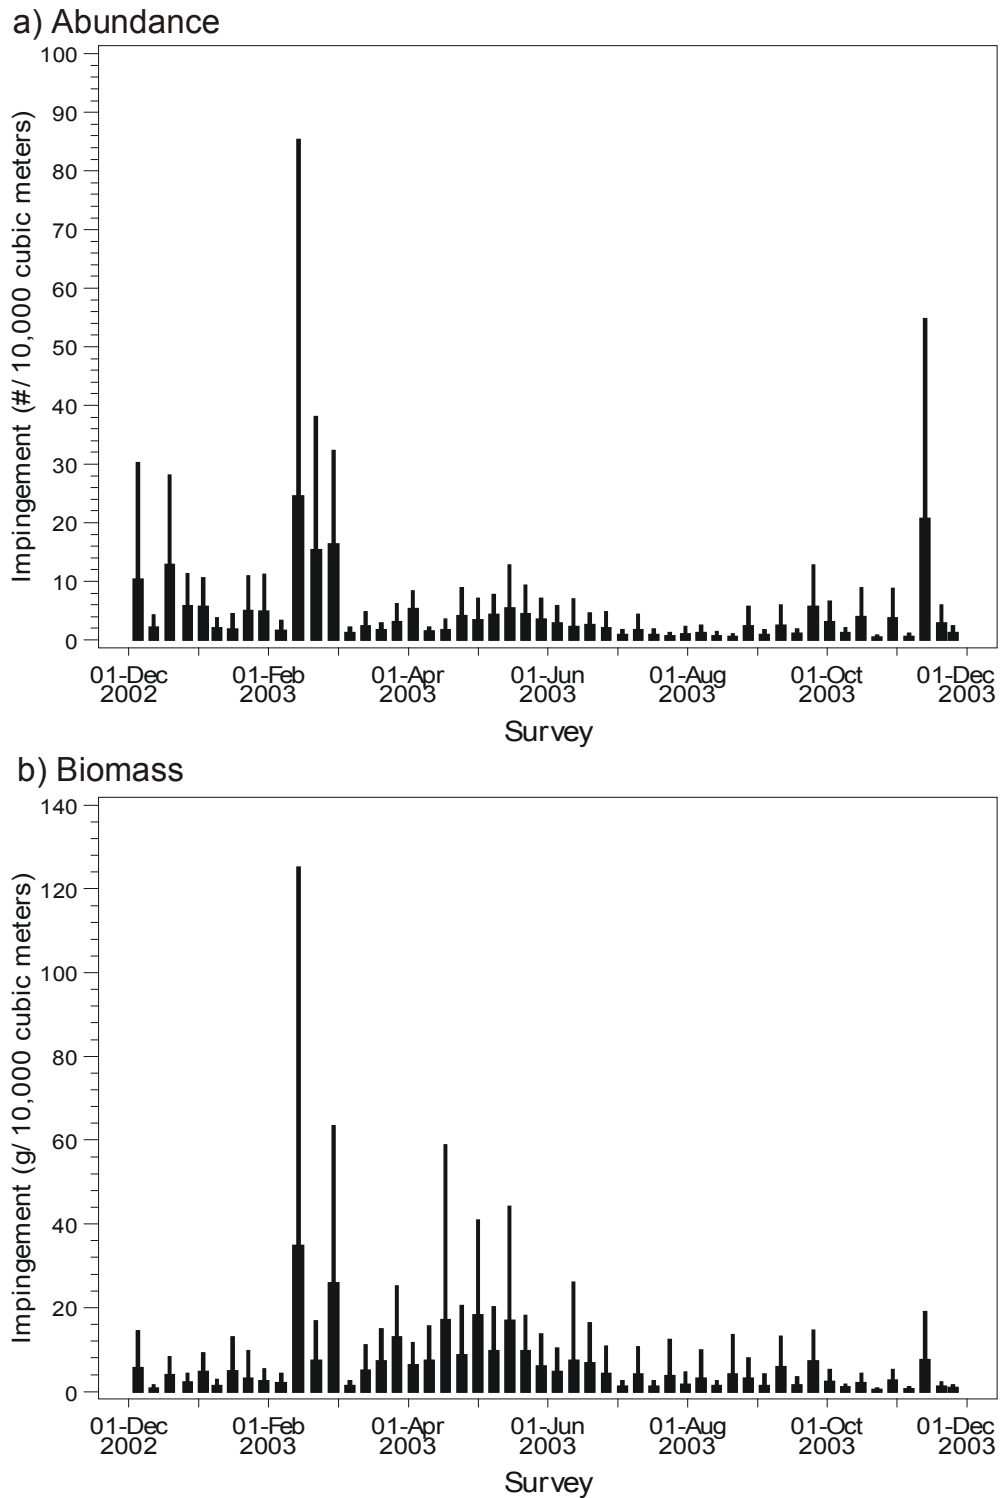 a) Abundance
Impingement (#/ 10,000 cubic meters)
100
90
80
70
60
50
40
30
20
10
0
01-Dec 01-Feb 01-Apr 01-Jun 01-Aug 01-Oct 01-Dec
2002 2003 2003 2003 2003 2003 2003
Survey
b) Biomass
Impingement (g/ 10,000 cubic meters)
140
120
100
80
60
40
20
0
01-Dec 01-Feb 01-Apr 01-Jun 01-Aug 01-Oct 01-Dec
2002 2003 2003 2003 2003 2003 2003
Survey